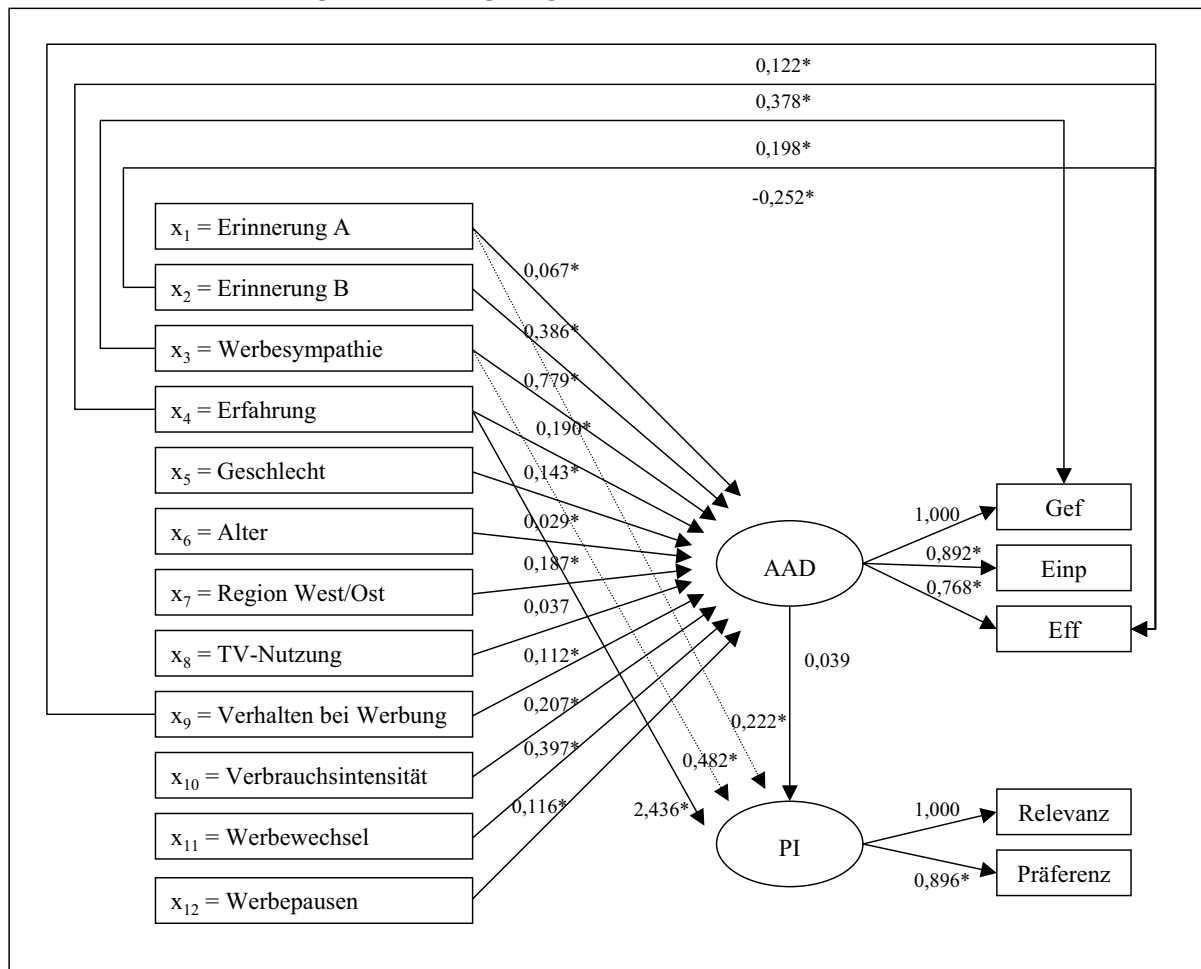 0,122*
0,378*
0,198*
-0,252*
x₁ = Erinnerung A
x₂ = Erinnerung B
x₃ = Werbesympathie
x₄ = Erfahrung
x₅ = Geschlecht
x₆ = Alter
x₇ = Region West/Ost
x₈ = TV-Nutzung
x₉ = Verhalten bei Werbung
x₁₀ = Verbrauchsintensität
x₁₁ = Werbewechsel
x₁₂ = Werbepausen
0,067*
0,386*
0,779*
0,190*
0,143*
0,029*
0,187*
0,037
0,112*
0,207*
0,397*
0,116*
0,222*
0,482*
2,436*
AAD
0,039
PI
1,000
0,892*
0,768*
Gef
Einp
Eff
1,000
0,896*
Relevanz
Präferenz